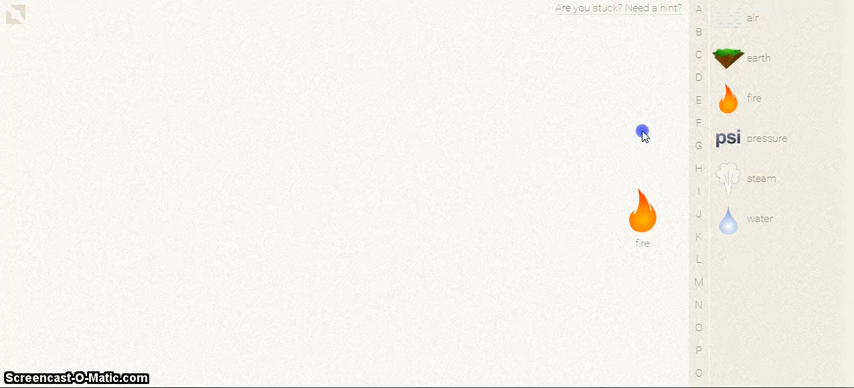 Are you stuck? Need a hint?
A
B
C
D
E
F
G
H
I
J
K
L
M
N
O
P
Q
air
earth
fire
psi pressure
steam
water
fire
Screencast-O-Matic.com